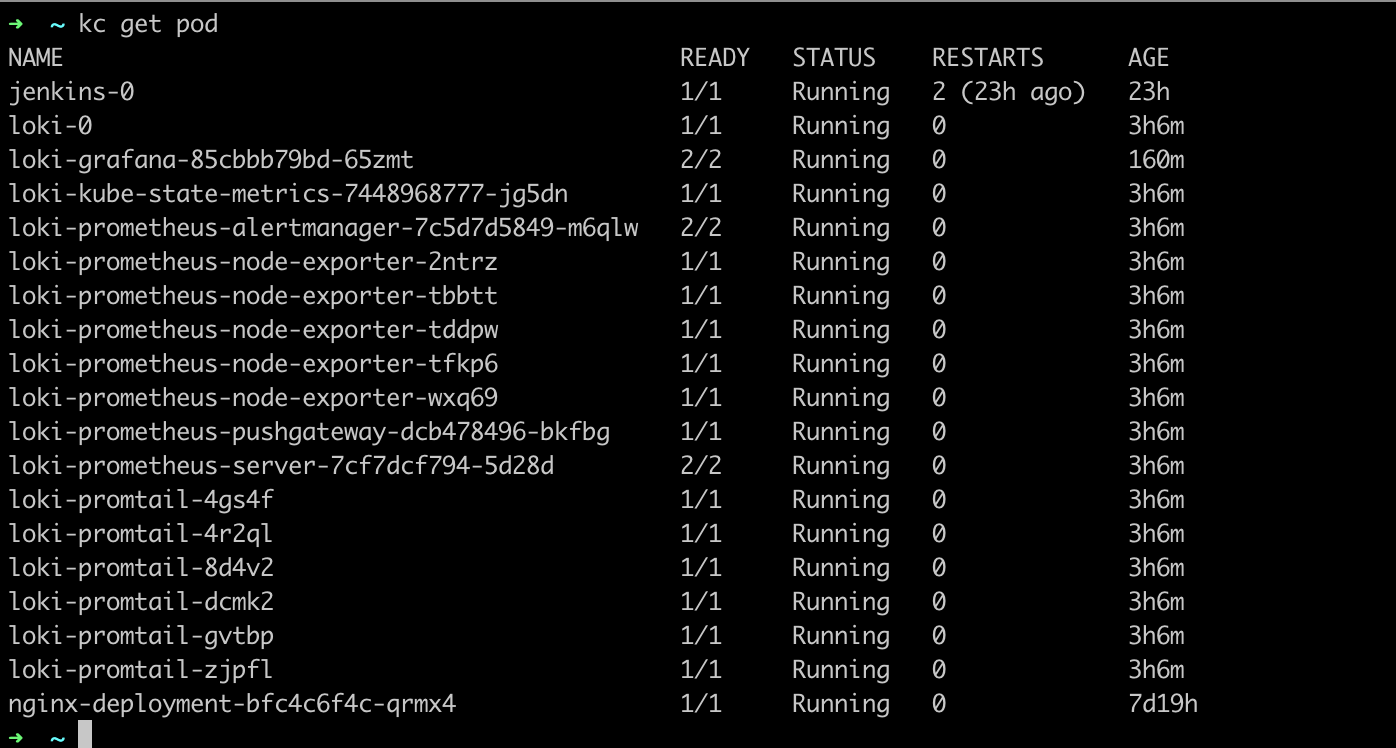 ➜  ~ kc get pod
NAME                                            READY   STATUS    RESTARTS      AGE
jenkins-0                                       1/1     Running   2 (23h ago)   23h
loki-0                                          1/1     Running   0             3h6m
loki-grafana-85cbbb79bd-65zmt                   2/2     Running   0             160m
loki-kube-state-metrics-7448968777-jg5dn        1/1     Running   0             3h6m
loki-prometheus-alertmanager-7c5d7d5849-m6qlw   2/2     Running   0             3h6m
loki-prometheus-node-exporter-2ntrz             1/1     Running   0             3h6m
loki-prometheus-node-exporter-tbbtt             1/1     Running   0             3h6m
loki-prometheus-node-exporter-tddpw             1/1     Running   0             3h6m
loki-prometheus-node-exporter-tfkp6             1/1     Running   0             3h6m
loki-prometheus-node-exporter-wxq69             1/1     Running   0             3h6m
loki-prometheus-pushgateway-dcb478496-bkfbg     1/1     Running   0             3h6m
loki-prometheus-server-7cf7dcf794-5d28d         2/2     Running   0             3h6m
loki-promtail-4gs4f                             1/1     Running   0             3h6m
loki-promtail-4r2ql                             1/1     Running   0             3h6m
loki-promtail-8d4v2                             1/1     Running   0             3h6m
loki-promtail-dcmk2                             1/1     Running   0             3h6m
loki-promtail-gvtbp                             1/1     Running   0             3h6m
loki-promtail-zjpfl                             1/1     Running   0             3h6m
nginx-deployment-bfc4c6f4c-qrmx4                1/1     Running   0             7d19h
➜  ~